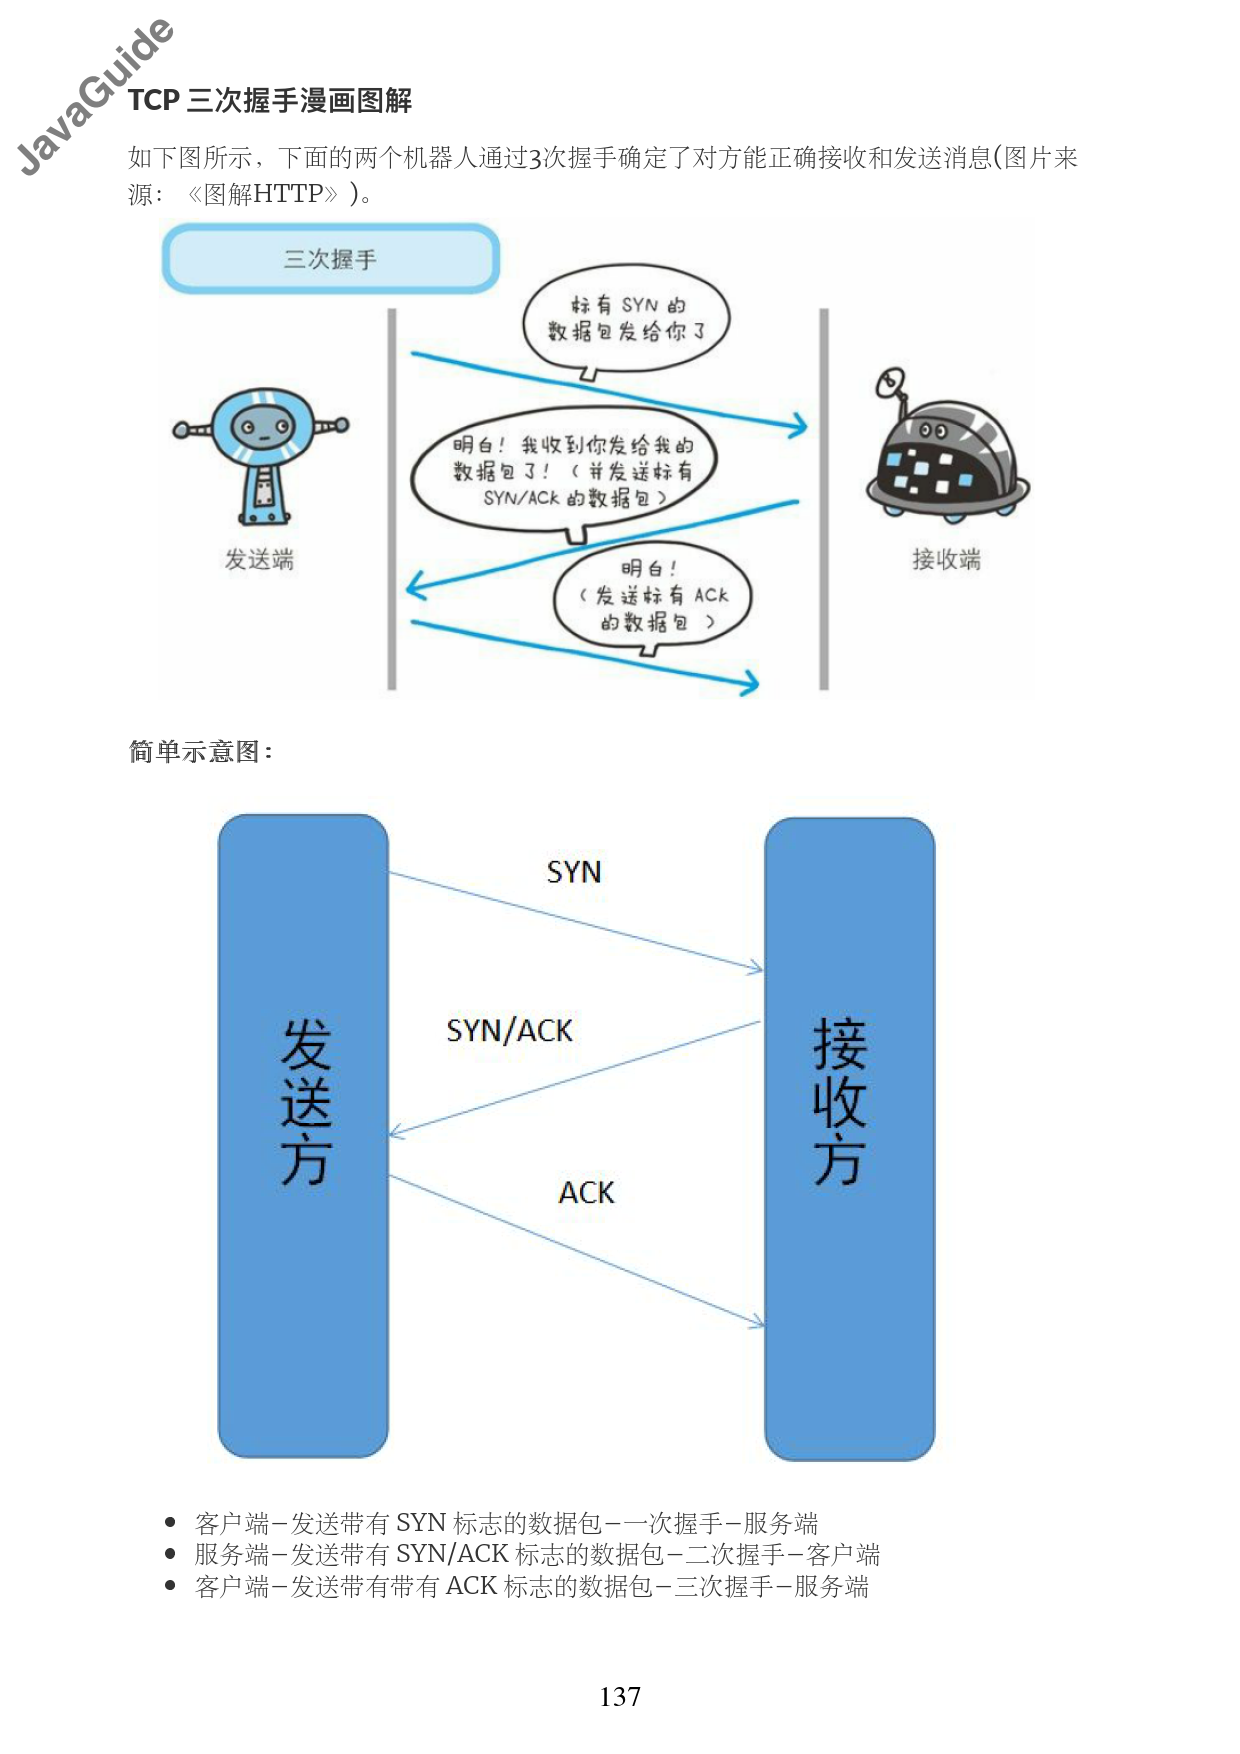 JavaGuide
TCP 三次握手漫画图解
如下图所示，下面的两个机器人通过3次握手确定了对方能正确接收和发送消息(图片来
源：《图解HTTP》)。
三次握手
标有 SYN 的
数据包发给你了
明白！我收到你发给我的
数据包了！（并发送标有
SYN/ACK 的数据包）
明白！
（发送标有 ACK
的数据包）
发送端
接收端
简单示意图：
SYN
SYN/ACK
ACK
发送方
接收方
• 客户端–发送带有 SYN 标志的数据包–一次握手–服务端
• 服务端–发送带有 SYN/ACK 标志的数据包–二次握手–客户端
• 客户端–发送带有带有 ACK 标志的数据包–三次握手–服务端
137